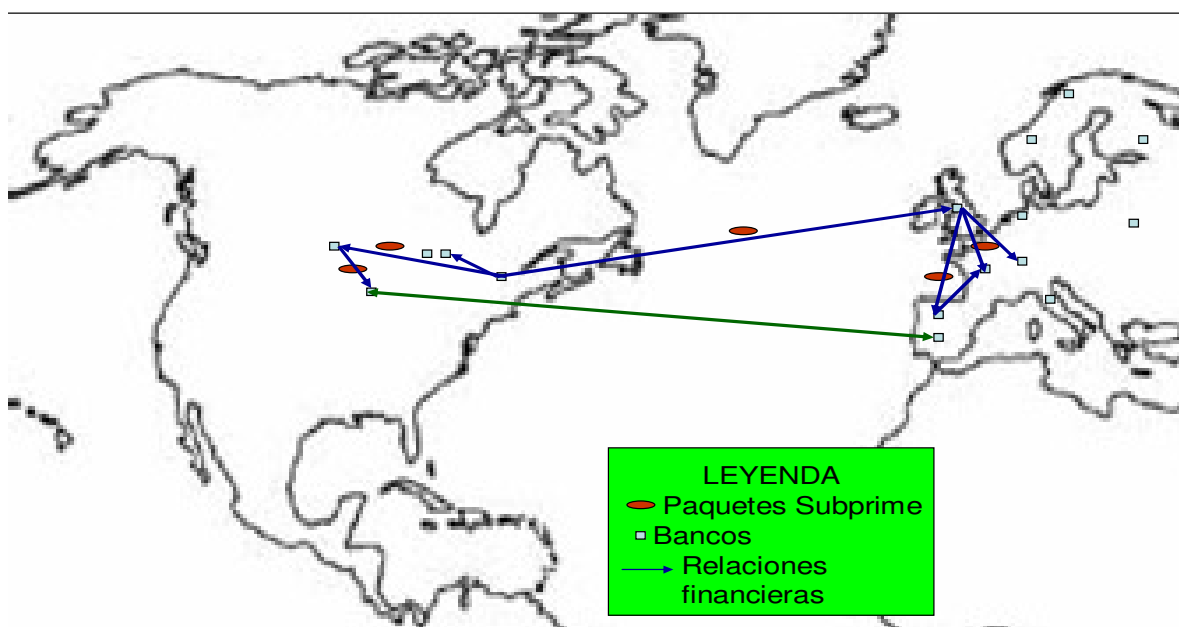 LEYENDA
Paquetes Subprime
Bancos
Relaciones
financieras